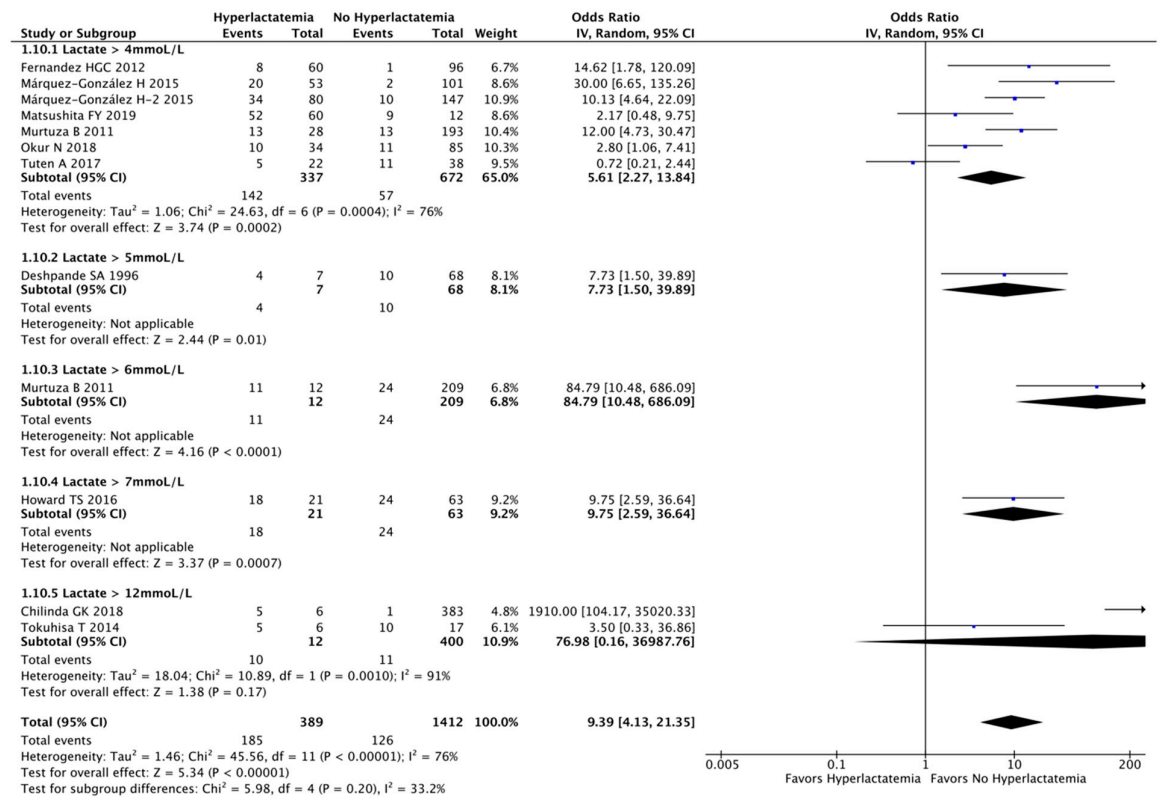 Hyperlactatemia No Hyperlactatemia Odds Ratio Odds Ratio
Study or Subgroup Events Total Events Total Weight IV, Random, 95% CI IV, Random, 95% CI
1.10.1 Lactate > 4mmoL/L
Fernandez HGC 2012 8 60 1 96 6.7% 14.62 [1.78, 120.09]
Márquez-González H 2015 20 53 2 101 8.6% 30.00 [6.65, 135.26]
Márquez-González H-2 2015 34 80 10 147 10.9% 10.13 [4.64, 22.09]
Matsushita FY 2019 52 60 9 12 8.6% 2.17 [0.48, 9.75]
Murtuza B 2011 13 28 13 193 10.4% 12.00 [4.73, 30.47]
Okur N 2018 10 34 11 85 10.3% 2.80 [1.06, 7.41]
Tuten A 2017 5 22 11 38 9.5% 0.72 [0.21, 2.44]
Subtotal (95% CI) 337 672 65.0% 5.61 [2.27, 13.84]
Total events 142 57
Heterogeneity: Tau² = 1.06; Chi² = 24.63, df = 6 (P = 0.0004); I² = 76%
Test for overall effect: Z = 3.74 (P = 0.0002)
1.10.2 Lactate > 5mmoL/L
Deshpande SA 1996 4 7 10 68 8.1% 7.73 [1.50, 39.89]
Subtotal (95% CI) 7 68 8.1% 7.73 [1.50, 39.89]
Total events 4 10
Heterogeneity: Not applicable
Test for overall effect: Z = 2.44 (P = 0.01)
1.10.3 Lactate > 6mmoL/L
Murtuza B 2011 11 12 24 209 6.8% 84.79 [10.48, 686.09]
Subtotal (95% CI) 12 209 6.8% 84.79 [10.48, 686.09]
Total events 11 24
Heterogeneity: Not applicable
Test for overall effect: Z = 4.16 (P < 0.0001)
1.10.4 Lactate > 7mmoL/L
Howard TS 2016 18 21 24 63 9.2% 9.75 [2.59, 36.64]
Subtotal (95% CI) 21 63 9.2% 9.75 [2.59, 36.64]
Total events 18 24
Heterogeneity: Not applicable
Test for overall effect: Z = 3.37 (P = 0.0007)
1.10.5 Lactate > 12mmoL/L
Chilinda GK 2018 5 6 1 383 4.8% 1910.00 [104.17, 35020.33]
Tokuhisa T 2014 5 6 10 17 6.1% 3.50 [0.33, 36.86]
Subtotal (95% CI) 12 400 10.9% 76.98 [0.16, 36987.76]
Total events 10 11
Heterogeneity: Tau² = 18.04; Chi² = 10.89, df = 1 (P = 0.0010); I² = 91%
Test for overall effect: Z = 1.38 (P = 0.17)
Total (95% CI) 389 1412 100.0% 9.39 [4.13, 21.35]
Total events 185 126
Heterogeneity: Tau² = 1.46; Chi² = 45.56, df = 11 (P < 0.00001); I² = 76%
Test for overall effect: Z = 5.34 (P < 0.00001)
Test for subgroup differences: Chi² = 5.98, df = 4 (P = 0.20), I² = 33.2%
0.005 0.1 1 10 200
Favors Hyperlactatemia Favors No Hyperlactatemia